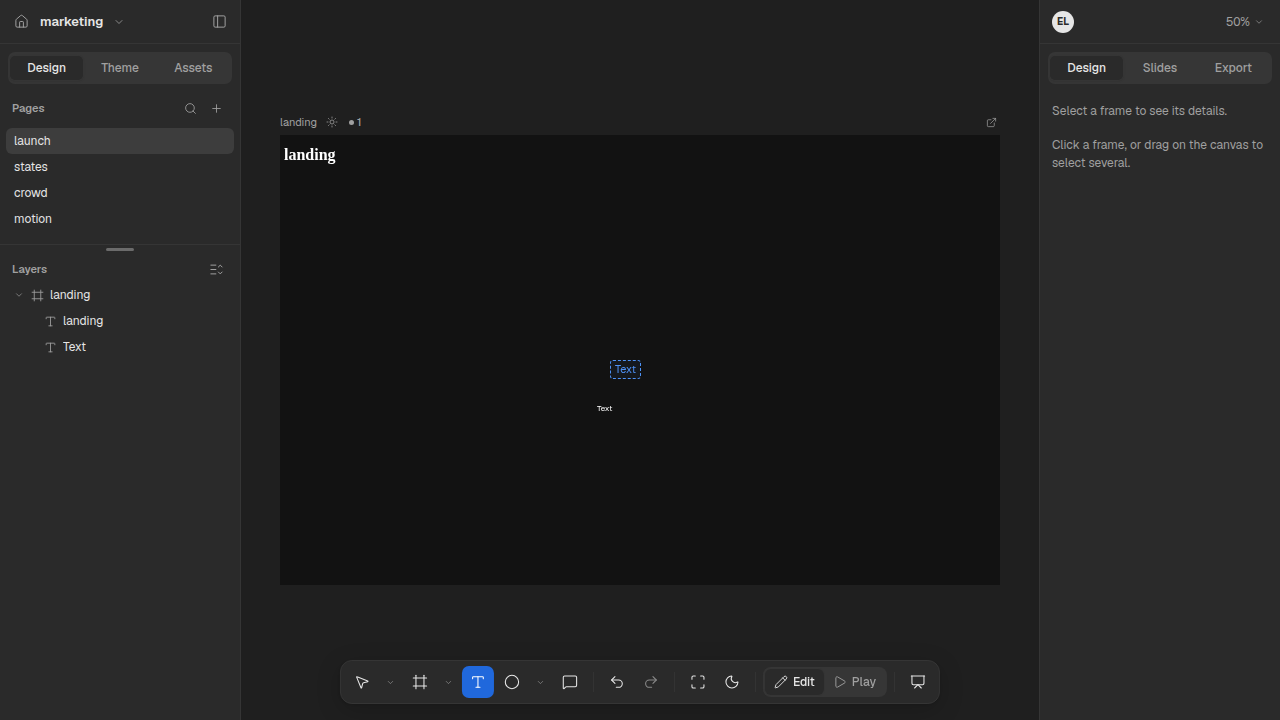 marketing
Design Theme Assets
Pages
launch
states
crowd
motion
Layers
landing
landing
Text
landing 1
landing
Text
Text
Edit Play
EL 50%
Design Slides Export
Select a frame to see its details.
Click a frame, or drag on the canvas to
select several.